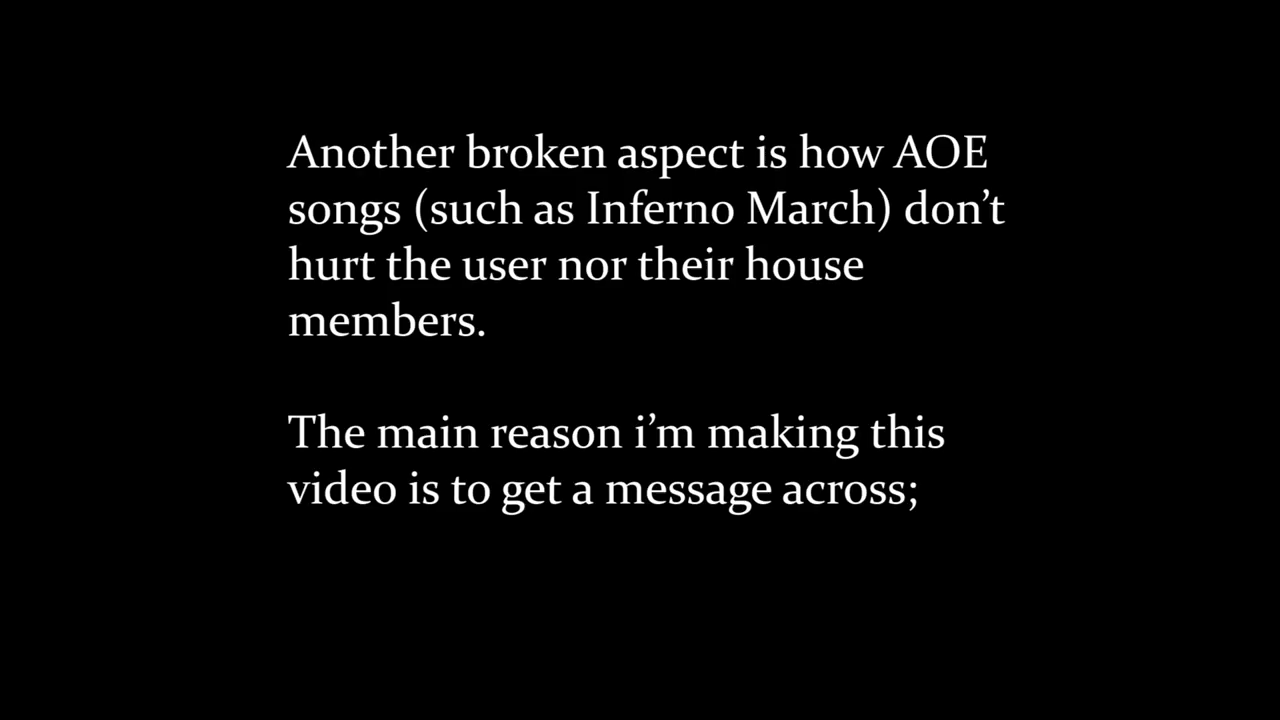 Another broken aspect is how AOE
songs (such as Inferno March) don’t
hurt the user nor their house
members.
The main reason i’m making this
video is to get a message across;